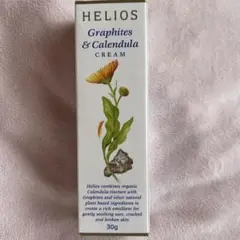 HELIOS
Graphites
& Calendula
CREAM
Helios combines organic
Calendula tincture with
Graphites and other natural
plant based ingredients to
create a rich emollient for
gently soothing sore, cracked
and broken skin
30g